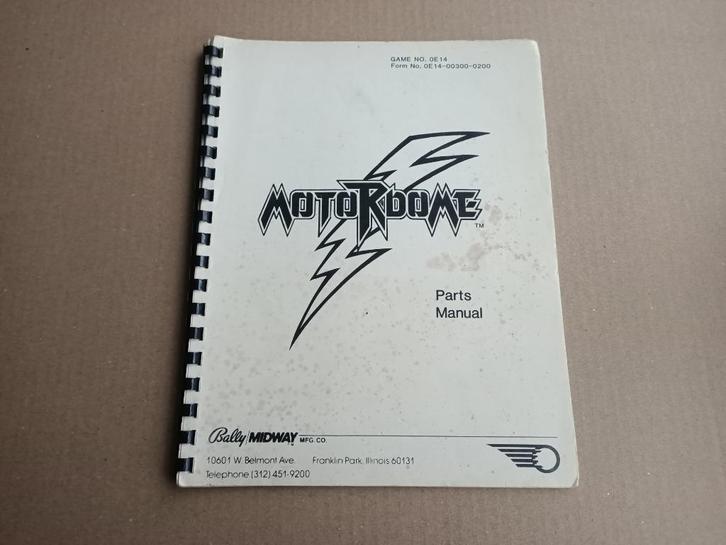 GAME NO. 0E14
Form No. 0E14-00300-0200
MOTORDOME TM
Parts
Manual
Bally MIDWAY MFG. CO.
10601 W. Belmont Ave. Franklin Park, Illinois 60131
Telephone (312) 451-9200